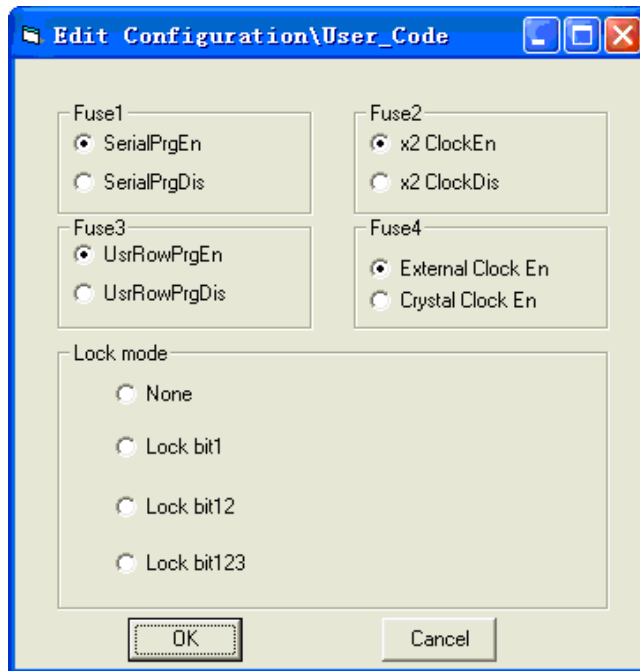 Edit Configuration\User_Code
Fuse1
SerialPrgEn
SerialPrgDis
Fuse2
x2 ClockEn
x2 ClockDis
Fuse3
UsrRowPrgEn
UsrRowPrgDis
Fuse4
External Clock En
Crystal Clock En
Lock mode
None
Lock bit1
Lock bit12
Lock bit123
OK
Cancel